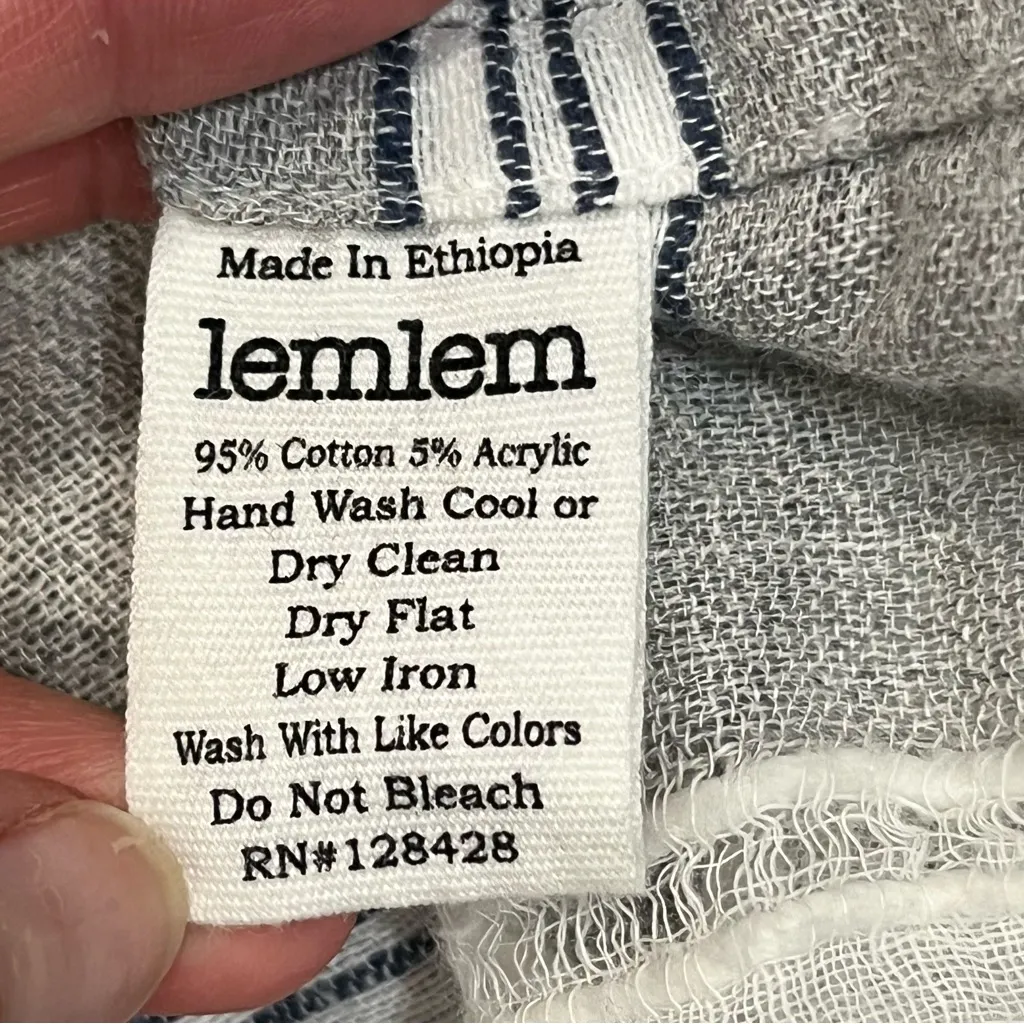 Made In Ethiopia
lemlem
95% Cotton 5% Acrylic
Hand Wash Cool or
Dry Clean
Dry Flat
Low Iron
Wash With Like Colors
Do Not Bleach
RN#128428